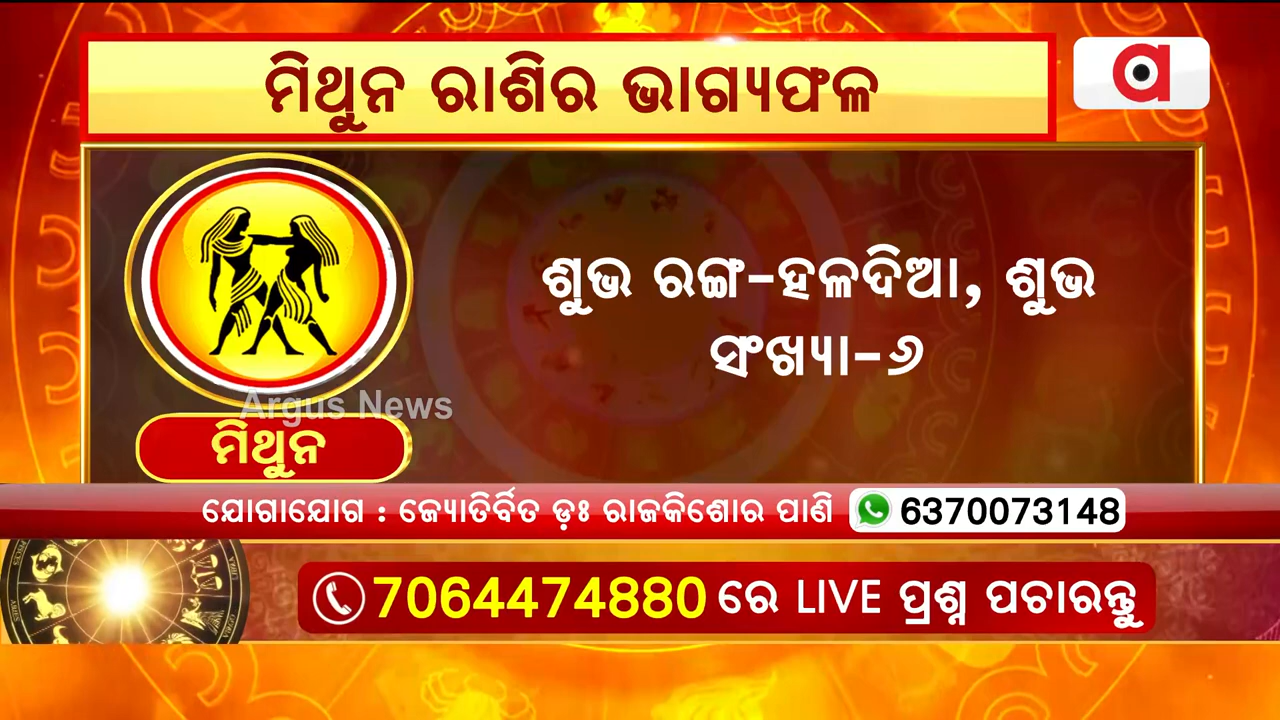 ମିଥୁନ ରାଶିର ଭାଗ୍ୟଫଳ
a
ଶୁଭ ରଙ୍ଗ-ହଳଦିଆ, ଶୁଭ
ସଂଖ୍ୟା-୬
Argus News
ମିଥୁନ
ଯୋଗାଯୋଗ : ଜ୍ୟୋତିର୍ବିତ ଡ଼ଃ ରାଜକିଶୋର ପାଣି 6370073148
7064474880 ରେ LIVE ପ୍ରଶ୍ନ ପଚାରନ୍ତୁ